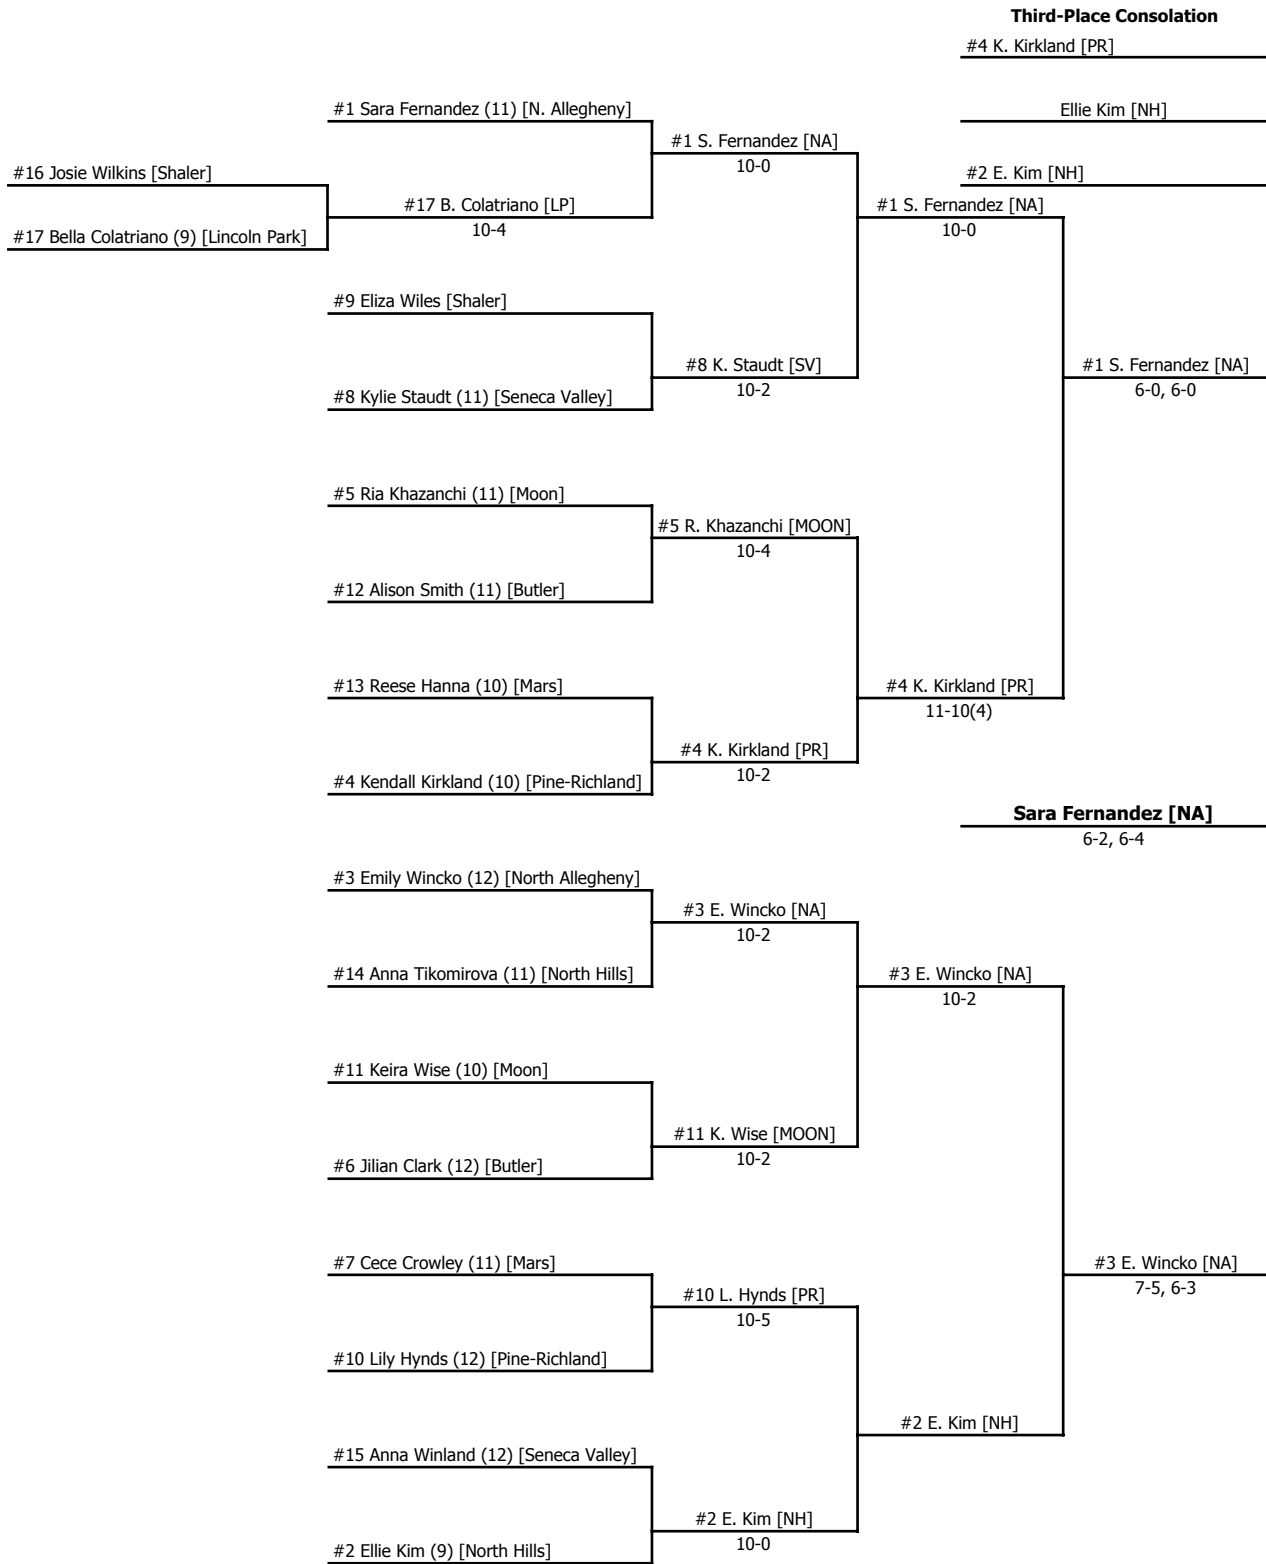 Third-Place Consolation
#4 K. Kirkland [PR]
Ellie Kim [NH]
#2 E. Kim [NH]
#16 Josie Wilkins [Shaler]
#17 Bella Colatriano (9) [Lincoln Park]
#1 Sara Fernandez (11) [N. Allegheny]
#17 B. Colatriano [LP]
10-4
#9 Eliza Wiles [Shaler]
#8 Kylie Staudt (11) [Seneca Valley]
#5 Ria Khazanchi (11) [Moon]
#12 Alison Smith (11) [Butler]
#13 Reese Hanna (10) [Mars]
#4 Kendall Kirkland (10) [Pine-Richland]
#3 Emily Wincko (12) [North Allegheny]
#14 Anna Tikomirova (11) [North Hills]
#11 Keira Wise (10) [Moon]
#6 Jilian Clark (12) [Butler]
#7 Cece Crowley (11) [Mars]
#10 Lily Hynds (12) [Pine-Richland]
#15 Anna Winland (12) [Seneca Valley]
#2 Ellie Kim (9) [North Hills]
#1 S. Fernandez [NA]
10-0
#8 K. Staudt [SV]
10-2
#5 R. Khazanchi [MOON]
10-4
#4 K. Kirkland [PR]
10-2
#3 E. Wincko [NA]
10-2
#11 K. Wise [MOON]
10-2
#10 L. Hynds [PR]
10-5
#2 E. Kim [NH]
10-0
#1 S. Fernandez [NA]
10-0
#4 K. Kirkland [PR]
11-10(4)
#3 E. Wincko [NA]
10-2
#2 E. Kim [NH]
#1 S. Fernandez [NA]
6-0, 6-0
#3 E. Wincko [NA]
7-5, 6-3
Sara Fernandez [NA]
6-2, 6-4